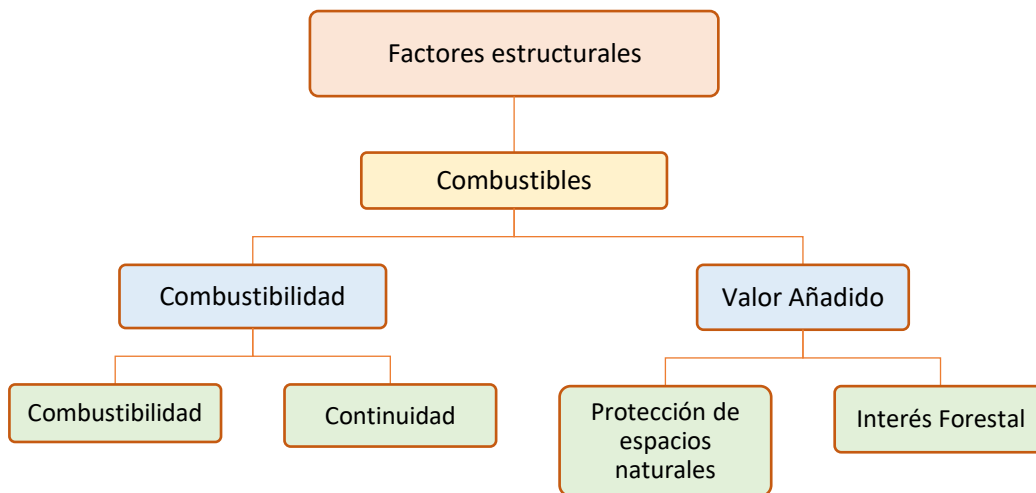 Factores estructurales
Combustibles
Combustibilidad
Valor Añadido
Combustibilidad
Continuidad
Protección de
espacios
naturales
Interés Forestal